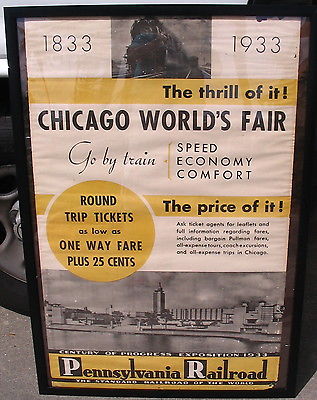 1833 1933
The thrill of it!
CHICAGO WORLD'S FAIR
Go by train
SPEED
ECONOMY
COMFORT
ROUND
TRIP TICKETS
as low as
ONE WAY FARE
PLUS 25 CENTS
The price of it!
Ask ticket agents for leaflets and
full information regarding fares,
including bargain Pullman fares,
all-expense tours, coach excursions,
and all-expense trips in Chicago.
CENTURY OF PROGRESS EXPOSITION 1933
Pennsylvania Railroad
THE STANDARD RAILROAD OF THE WORLD